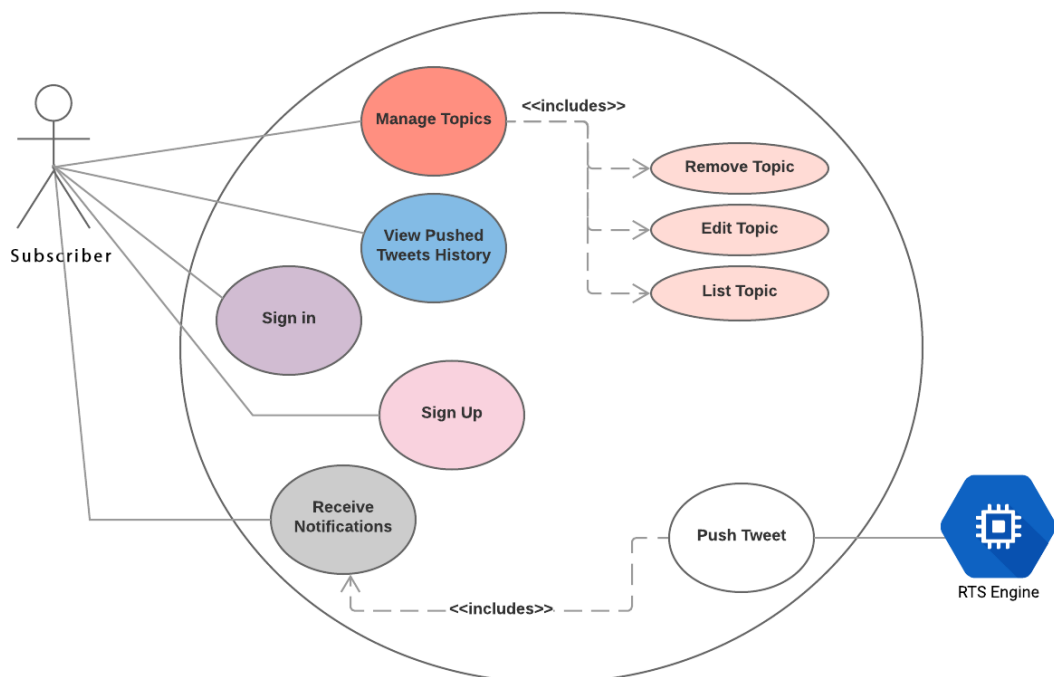 Manage Topics
<<includes>>
Remove Topic
Edit Topic
List Topic
Subscriber
View Pushed
Tweets History
Sign in
Sign Up
Receive
Notifications
Push Tweet
RTS Engine
<<includes>>